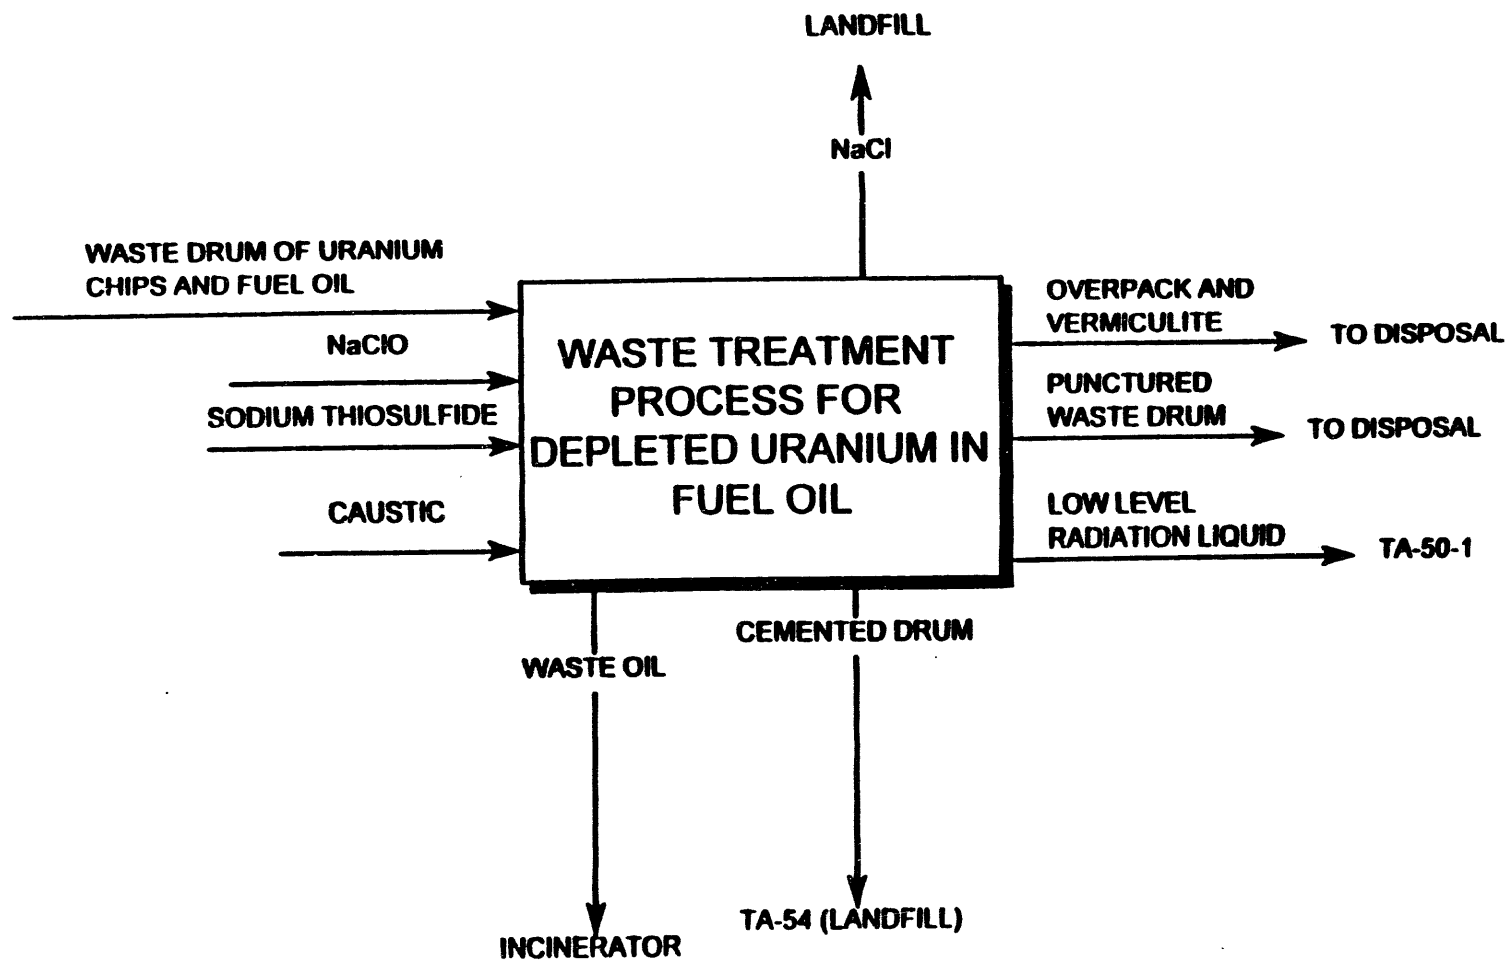 LANDFILL
NaCl
WASTE DRUM OF URANIUM
CHIPS AND FUEL OIL
NaClO
SODIUM THIOSULFIDE
CAUSTIC
WASTE TREATMENT
PROCESS FOR
DEPLETED URANIUM IN
FUEL OIL
OVERPACK AND
VERMICULITE
TO DISPOSAL
PUNCTURED
WASTE DRUM
TO DISPOSAL
LOW LEVEL
RADIATION LIQUID
TA-50-1
CEMENTED DRUM
WASTE OIL
TA-54 (LANDFILL)
INCINERATOR